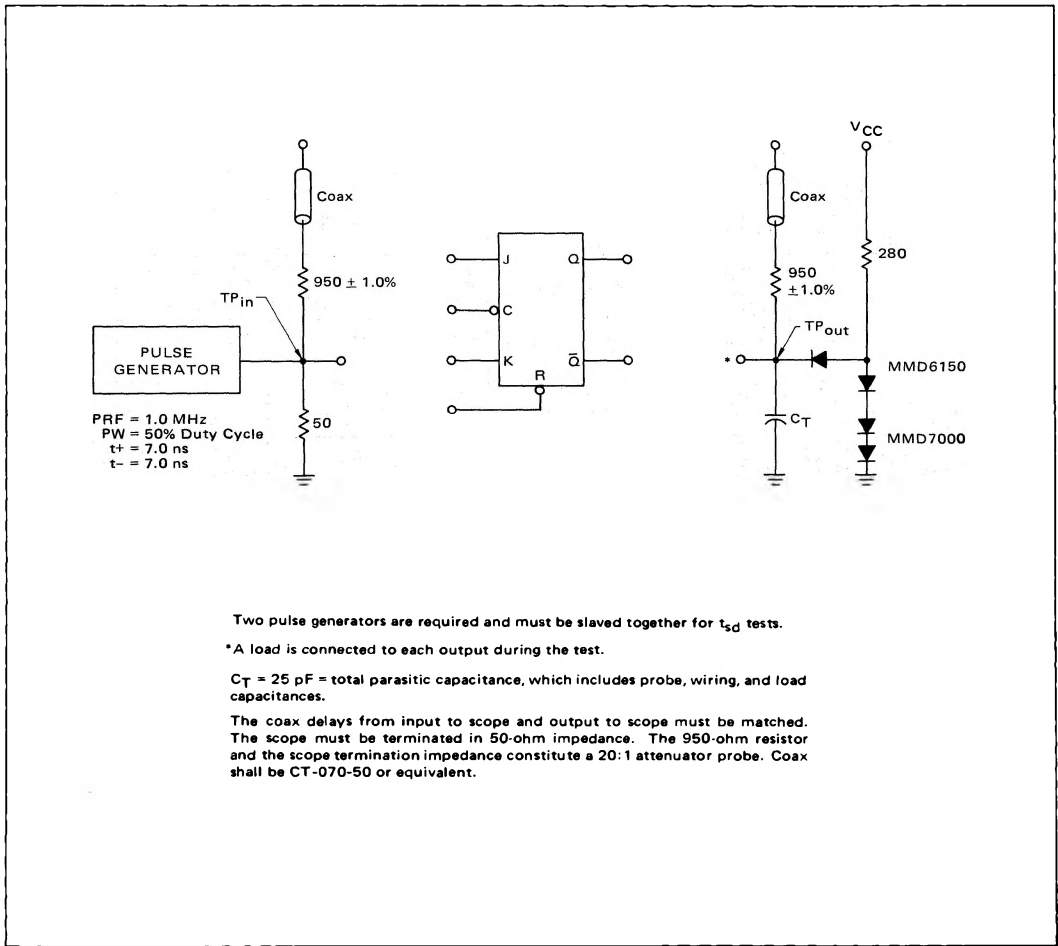 VCC
Coax
Coax
950 ± 1.0%
J
Q
280
950
±1.0%
TPin
C
TPout
PULSE
GENERATOR
K
Q̅
*
MMD6150
R
PRF = 1.0 MHz
PW = 50% Duty Cycle
t+ = 7.0 ns
t– = 7.0 ns
50
CT
MMD7000
Two pulse generators are required and must be slaved together for tsd tests.
*A load is connected to each output during the test.
CT = 25 pF = total parasitic capacitance, which includes probe, wiring, and load
capacitances.
The coax delays from input to scope and output to scope must be matched.
The scope must be terminated in 50-ohm impedance. The 950-ohm resistor
and the scope termination impedance constitute a 20:1 attenuator probe. Coax
shall be CT-070-50 or equivalent.